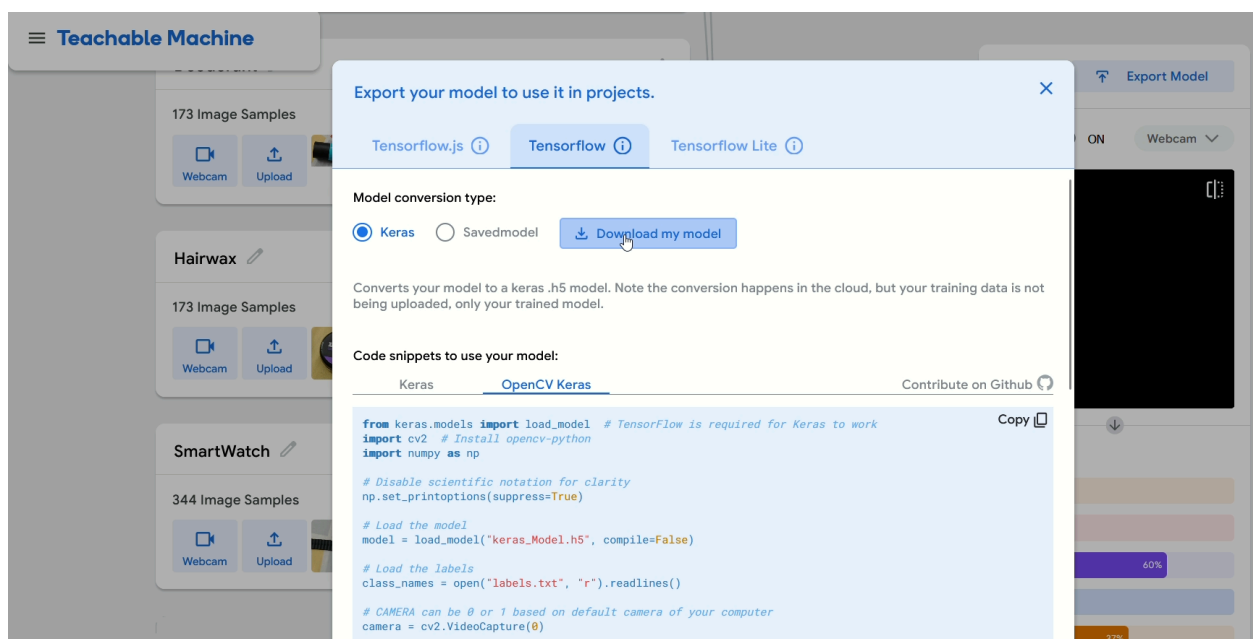 Teachable Machine
173 Image Samples
Webcam
Upload
Hairwax
173 Image Samples
Webcam
Upload
SmartWatch
344 Image Samples
Webcam
Upload
Export your model to use it in projects.
Tensorflow.js
Tensorflow
Tensorflow Lite
Model conversion type:
Keras
Savedmodel
Download my model
Converts your model to a keras .h5 model. Note the conversion happens in the cloud, but your training data is not
being uploaded, only your trained model.
Code snippets to use your model:
Keras
OpenCV Keras
Contribute on Github
Copy
from keras.models import load_model  # TensorFlow is required for Keras to work
import cv2  # Install opencv-python
import numpy as np
# Disable scientific notation for clarity
np.set_printoptions(suppress=True)
# Load the model
model = load_model("keras_Model.h5", compile=False)
# Load the labels
class_names = open("labels.txt", "r").readlines()
# CAMERA can be 0 or 1 based on default camera of your computer
camera = cv2.VideoCapture(0)
Export Model
ON
Webcam
60%